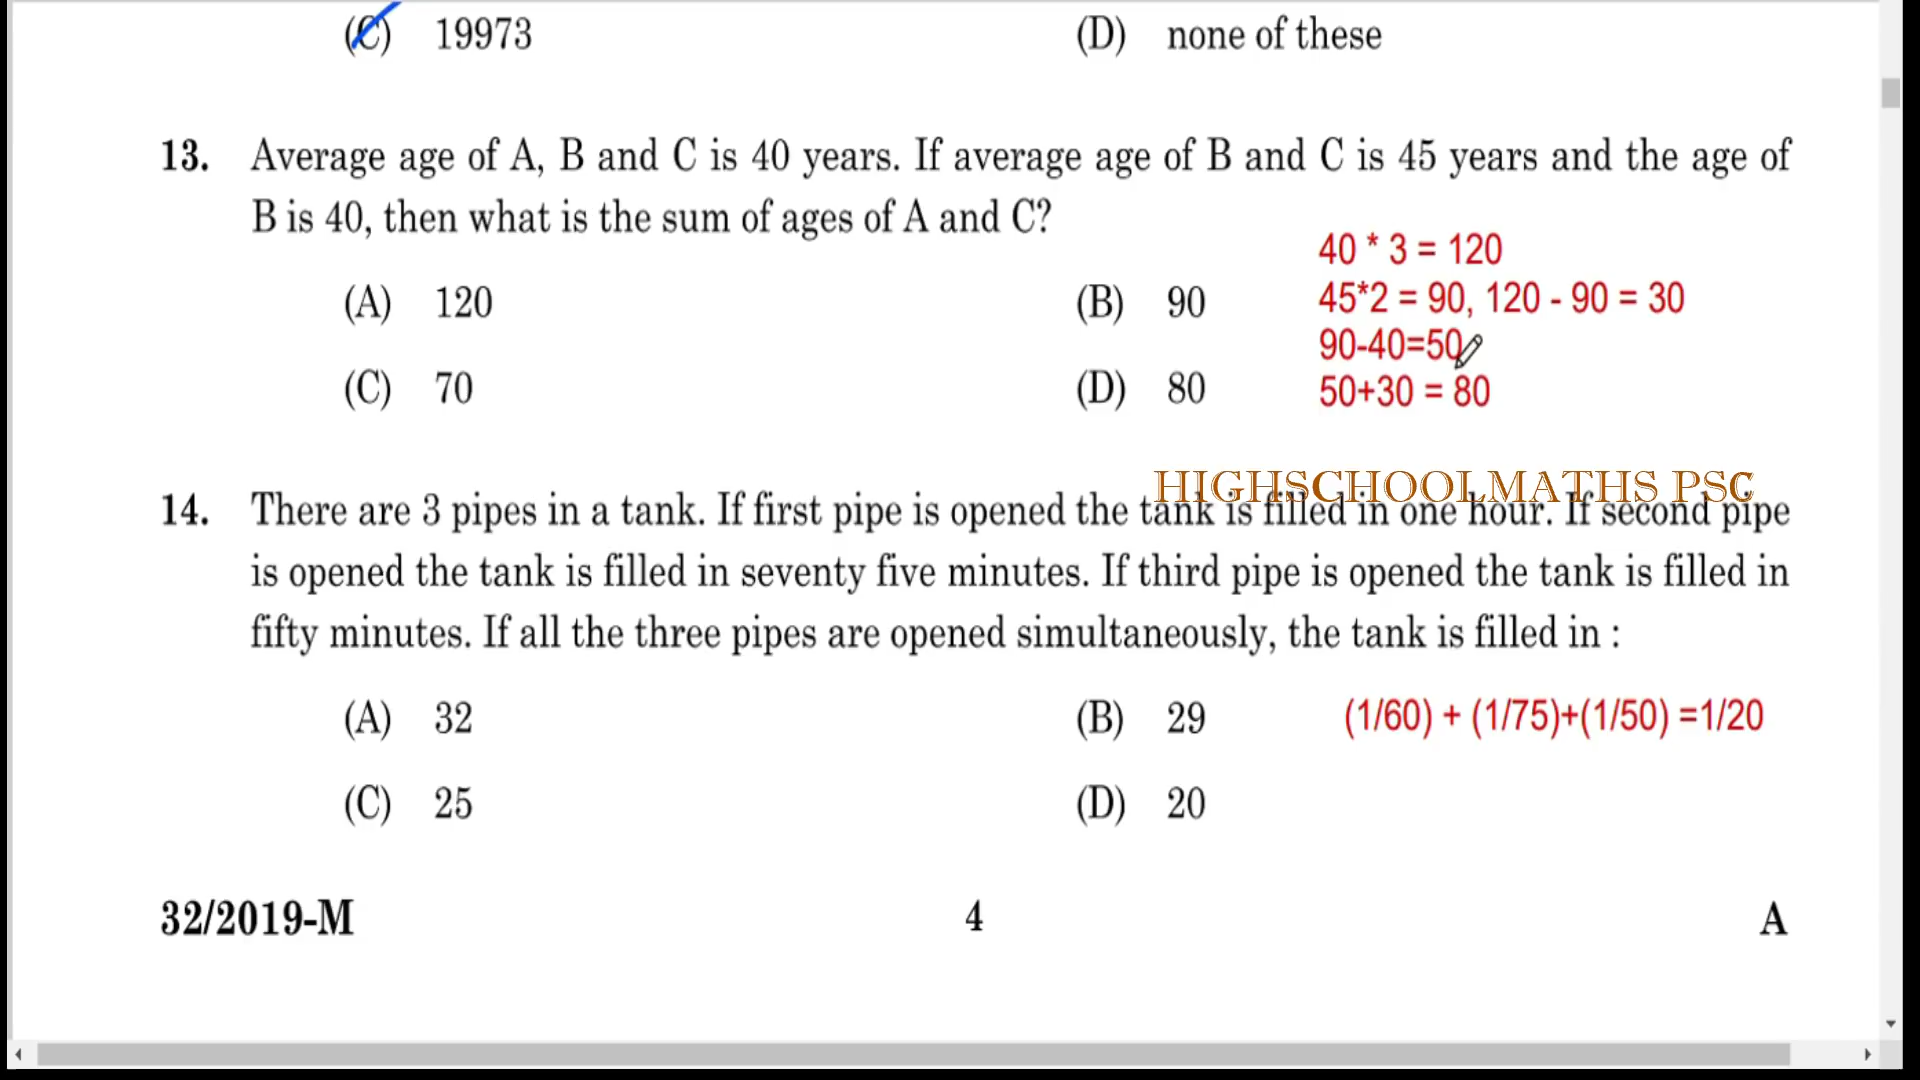 (C) 19973 (D) none of these
13. Average age of A, B and C is 40 years. If average age of B and C is 45 years and the age of
B is 40, then what is the sum of ages of A and C?
40 * 3 = 120
(A) 120 (B) 90 45*2 = 90, 120 - 90 = 30
90-40=50
(C) 70 (D) 80 50+30 = 80
HIGHSCHOOLMATHS PSC
14. There are 3 pipes in a tank. If first pipe is opened the tank is filled in one hour. If second pipe
is opened the tank is filled in seventy five minutes. If third pipe is opened the tank is filled in
fifty minutes. If all the three pipes are opened simultaneously, the tank is filled in :
(A) 32 (B) 29 (1/60) + (1/75)+(1/50) =1/20
(C) 25 (D) 20
32/2019-M 4 A